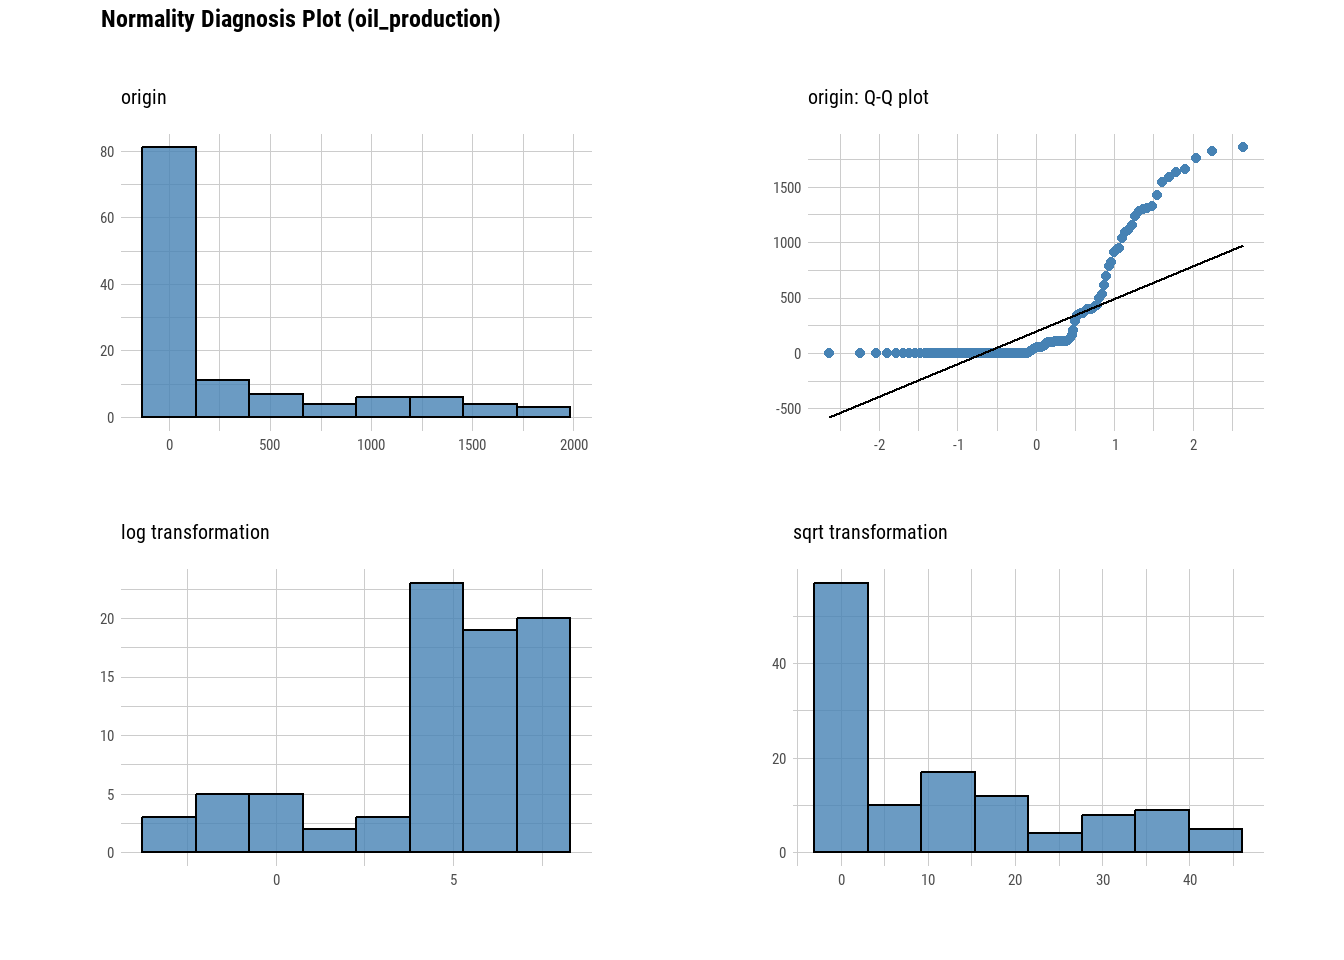 Normality Diagnosis Plot (oil_production)
origin
80
60
40
20
0
0 500 1000 1500 2000
origin: Q-Q plot
1500
1000
500
0
-500
-2 -1 0 1 2
log transformation
20
15
10
5
0
0 5
sqrt transformation
40
20
0
0 10 20 30 40